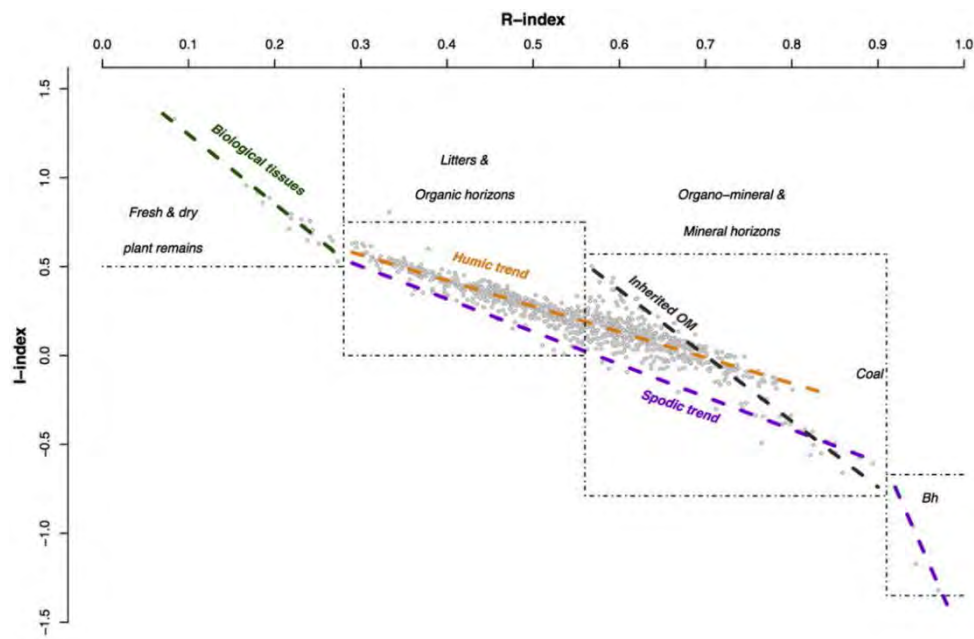 R−index
0.0 0.1 0.2 0.3 0.4 0.5 0.6 0.7 0.8 0.9 1.0
I−index
1.5
1.0
0.5
0.0
−0.5
−1.0
−1.5
Biological tissues
Litters &
Organic horizons
Organo−mineral &
Mineral horizons
Fresh & dry
plant remains
Humic trend
Inherited OM
Coal
Spodic trend
Bh